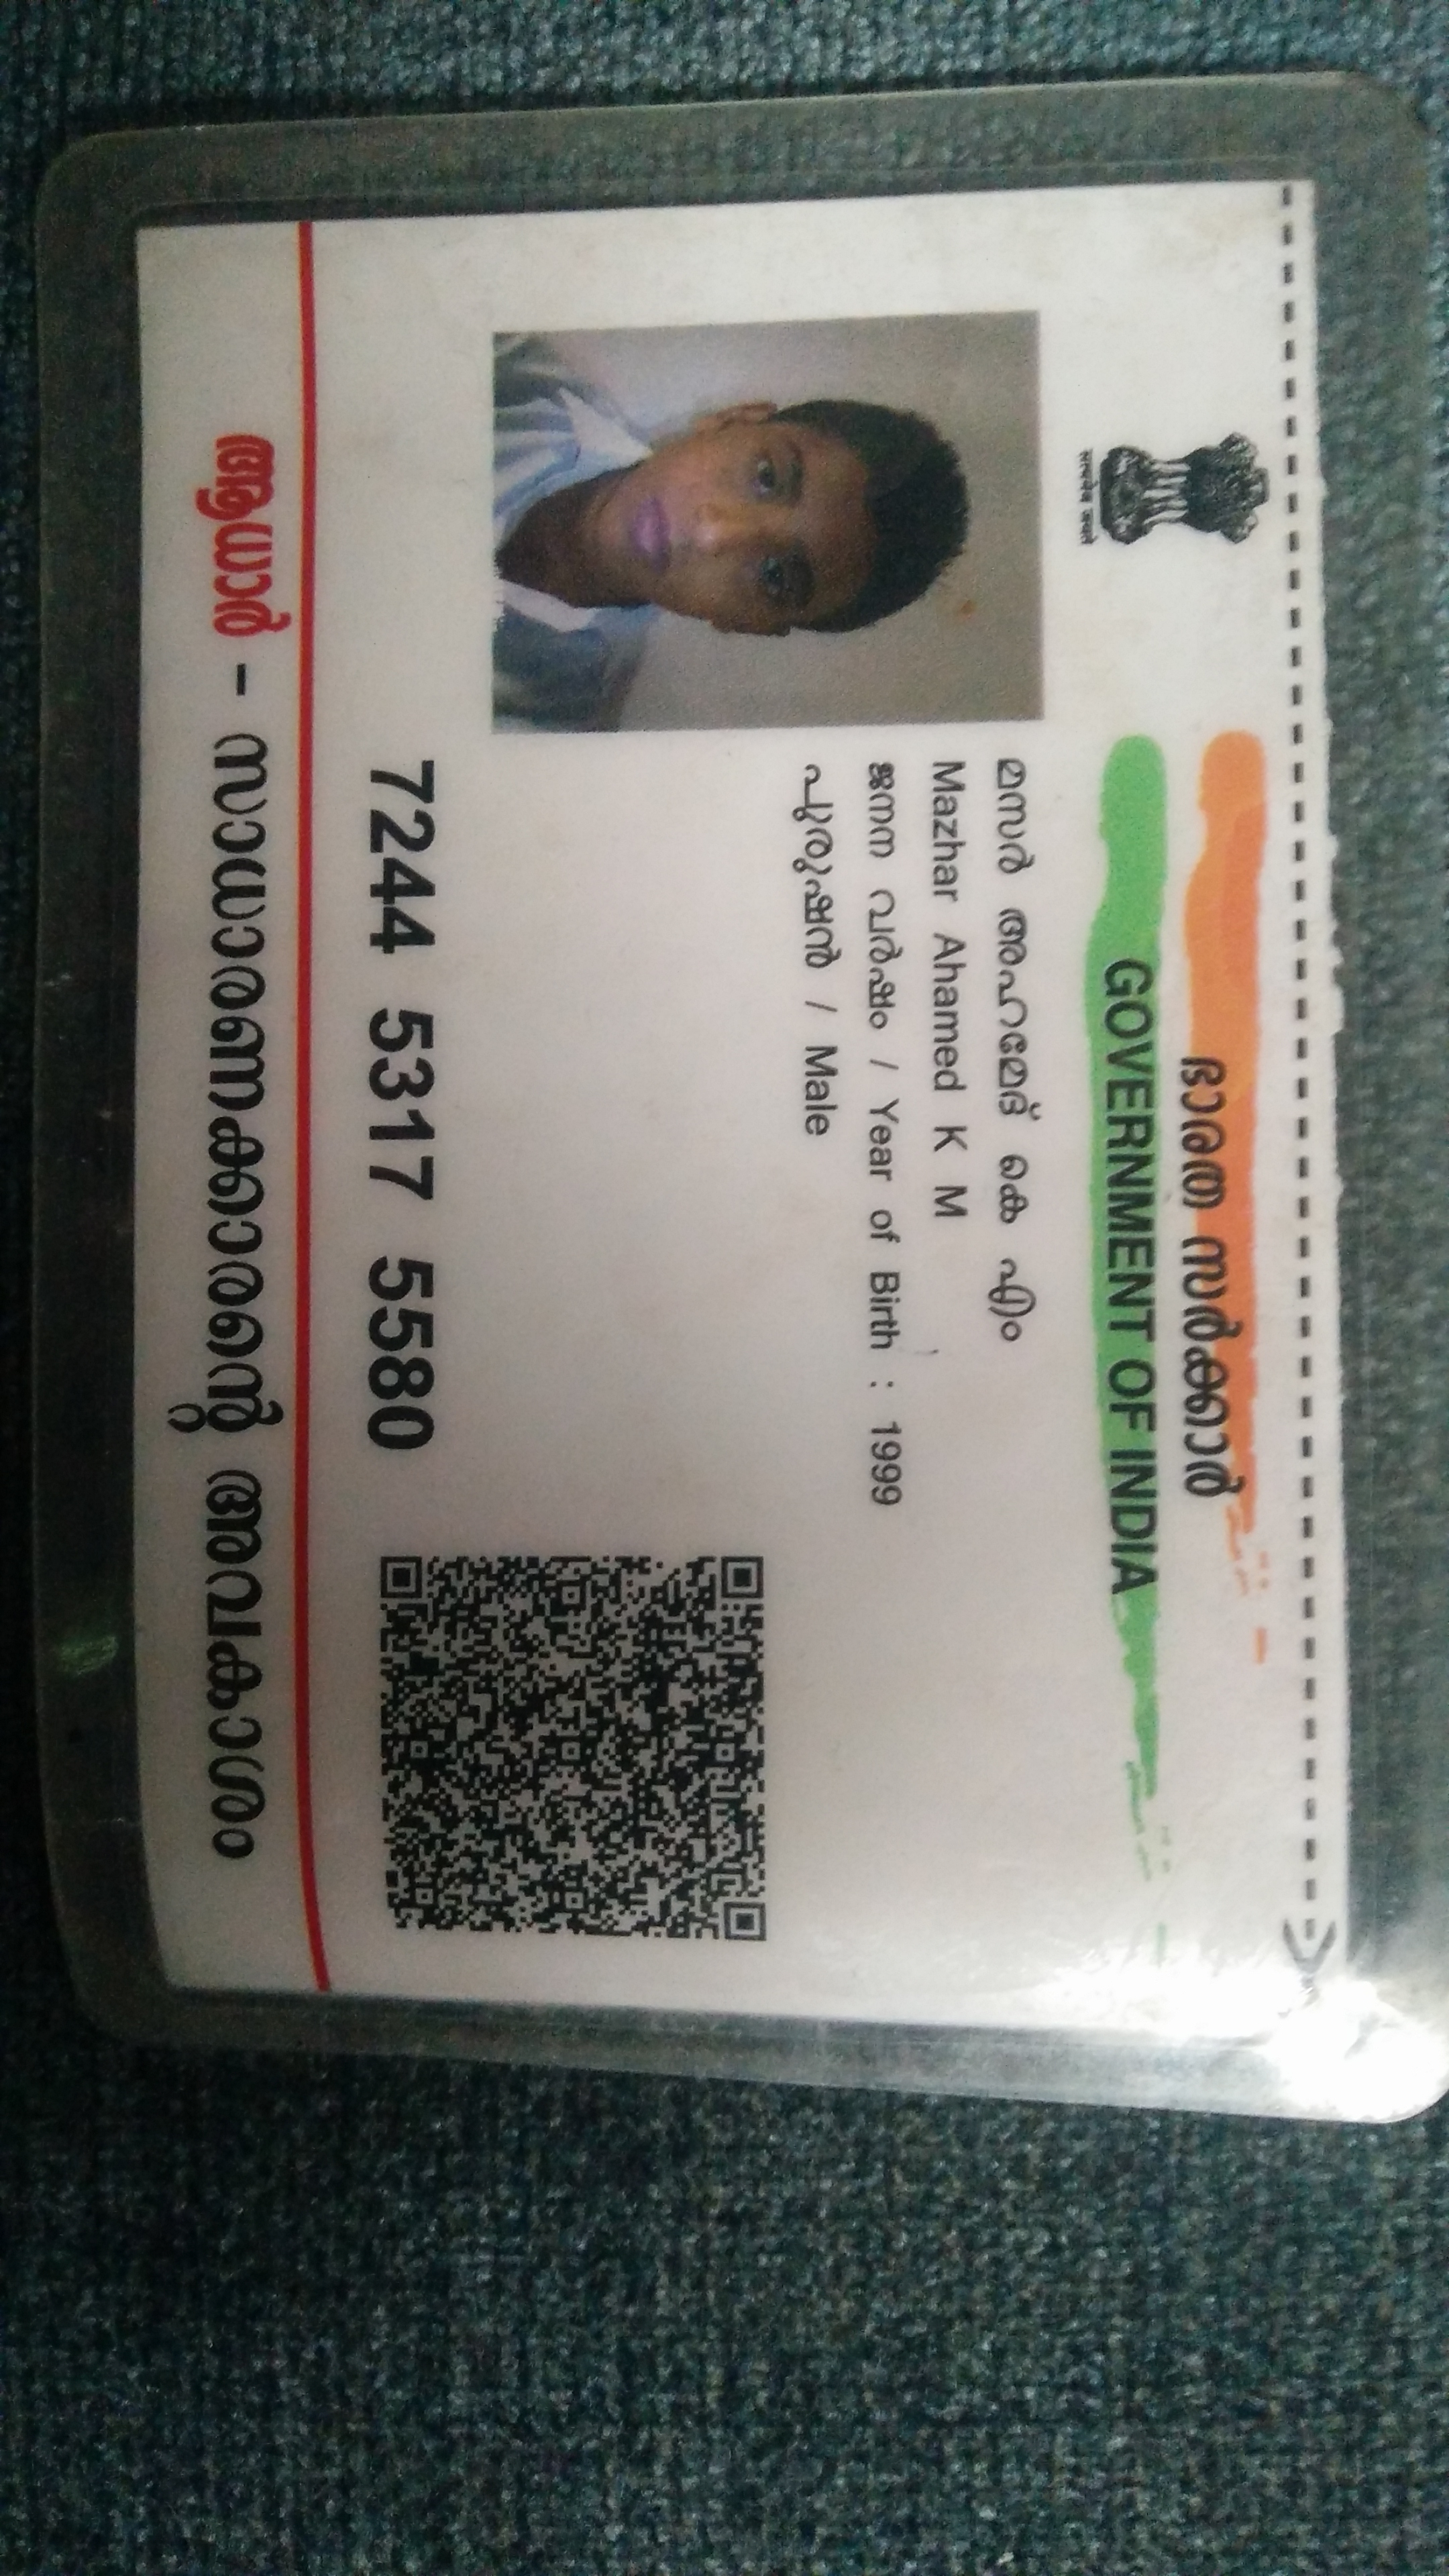 ഭാരത സർക്കാർ
GOVERNMENT OF INDIA
सत्यमेव जयते
മസർ അഹമ്മദ് കെ എം
Mazhar Ahamed K M
ജനന വർഷം / Year of Birth : 1999
പുരുഷൻ / Male
7244 5317 5580
ആധാർ - സാധാരണക്കാരന്റെ അവകാശം